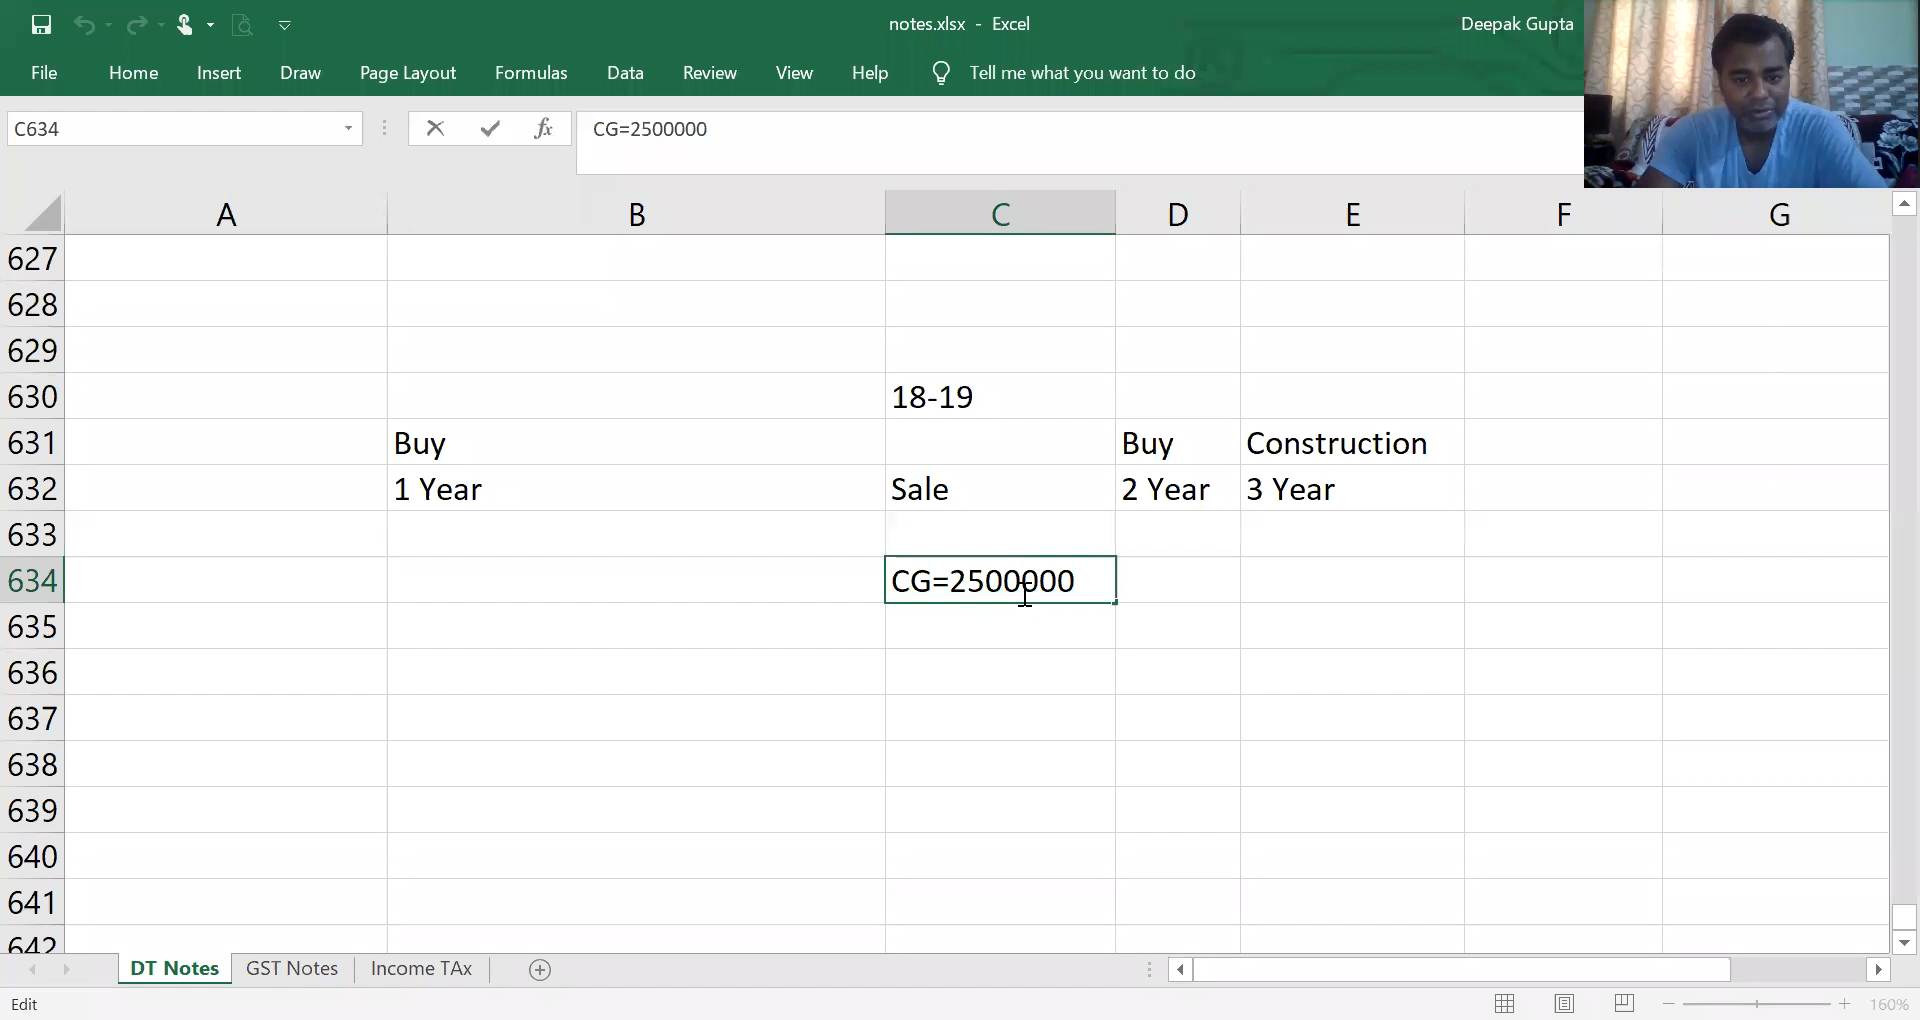 notes.xlsx - Excel
Deepak Gupta
File Home Insert Draw Page Layout Formulas Data Review View Help Tell me what you want to do
C634 fx CG=2500000
A B C D E F G
627
628
629
630 18-19
631 Buy Buy Construction
632 1 Year Sale 2 Year 3 Year
633
634 CG=2500000
635
636
637
638
639
640
641
642
DT Notes GST Notes Income TAx
Edit 160%